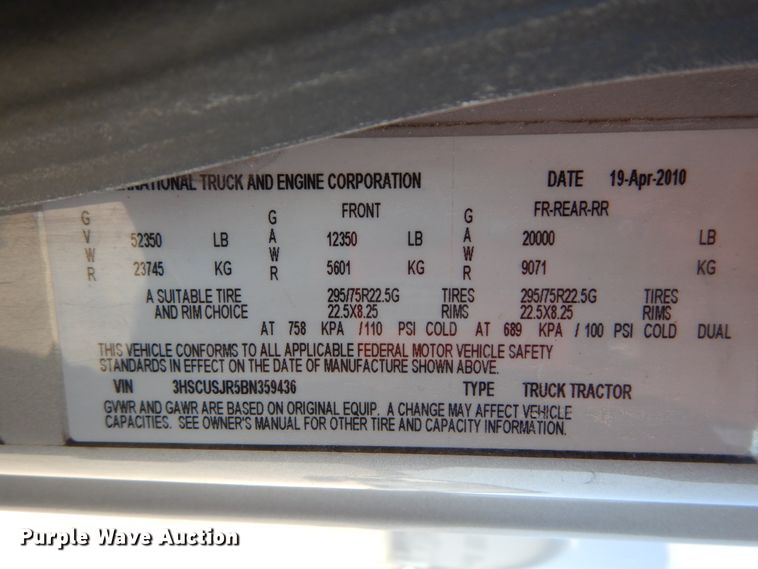 NATIONAL TRUCK AND ENGINE CORPORATION DATE 19-Apr-2010
GVWR GAWR FRONT GAWR FR-REAR-RR
52350 LB 12350 LB 20000 LB
23745 KG 5601 KG 9071 KG
A SUITABLE TIRE 295/75R22.5G TIRES 295/75R22.5G TIRES
AND RIM CHOICE 22.5X8.25 RIMS 22.5X8.25 RIMS
AT 758 KPA /110 PSI COLD AT 689 KPA /100 PSI COLD DUAL
THIS VEHICLE CONFORMS TO ALL APPLICABLE FEDERAL MOTOR VEHICLE SAFETY
STANDARDS IN EFFECT ON THE DATE OF MANUFACTURE SHOWN ABOVE.
VIN 3HSCUSJR5BN359436 TYPE TRUCK TRACTOR
GVWR AND GAWR ARE BASED ON ORIGINAL EQUIP. A CHANGE MAY AFFECT VEHICLE
CAPACITIES. SEE OWNER'S MANUAL FOR OTHER TIRE AND CAPACITY INFORMATION.
Purple Wave Auction